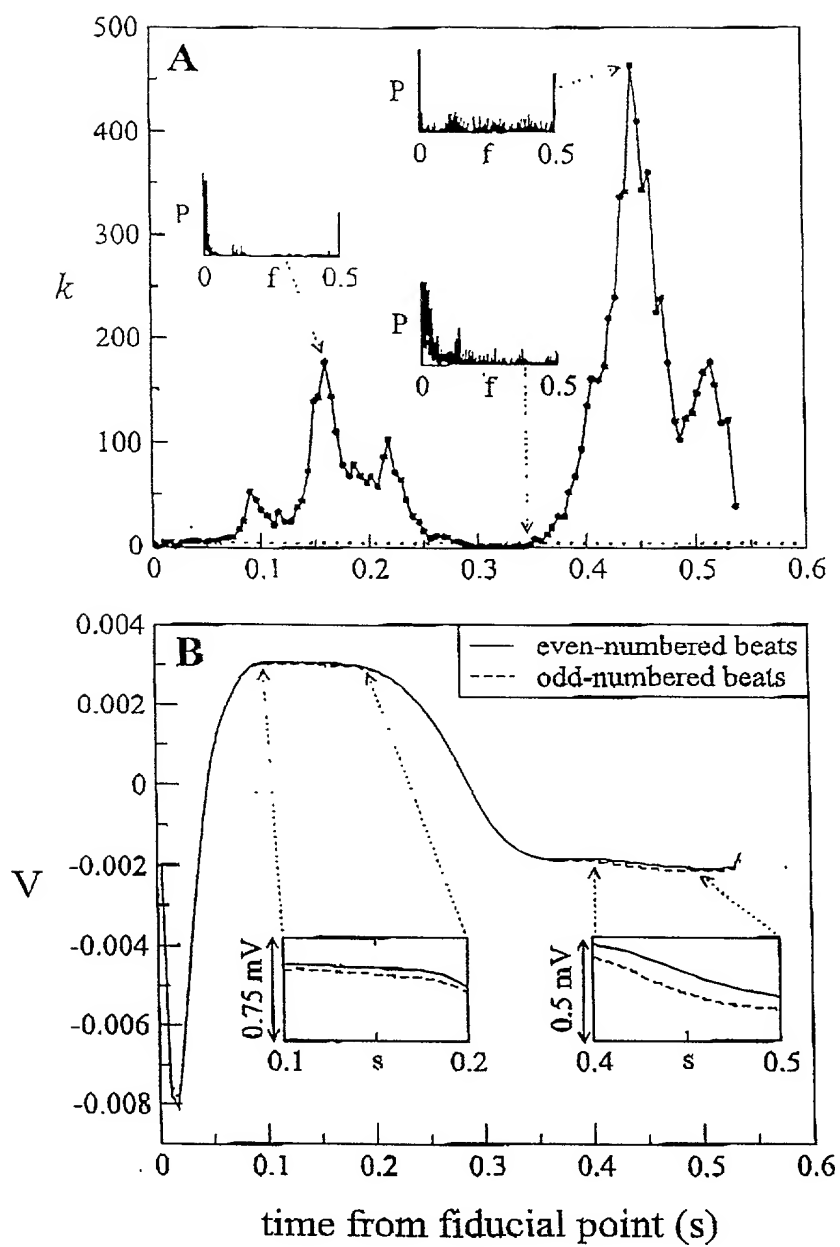 A
k
500
400
300
200
100
0
0
0.1
0.2
0.3
0.4
0.5
0.6
P
0
f
0.5
P
0
f
0.5
P
0
f
0.5
B
V
0.004
0.002
0
-0.002
-0.004
-0.006
-0.008
even-numbered beats
odd-numbered beats
0.75 mV
0.1
s
0.2
0.5 mV
0.4
s
0.5
0
0.1
0.2
0.3
0.4
0.5
0.6
time from fiducial point (s)